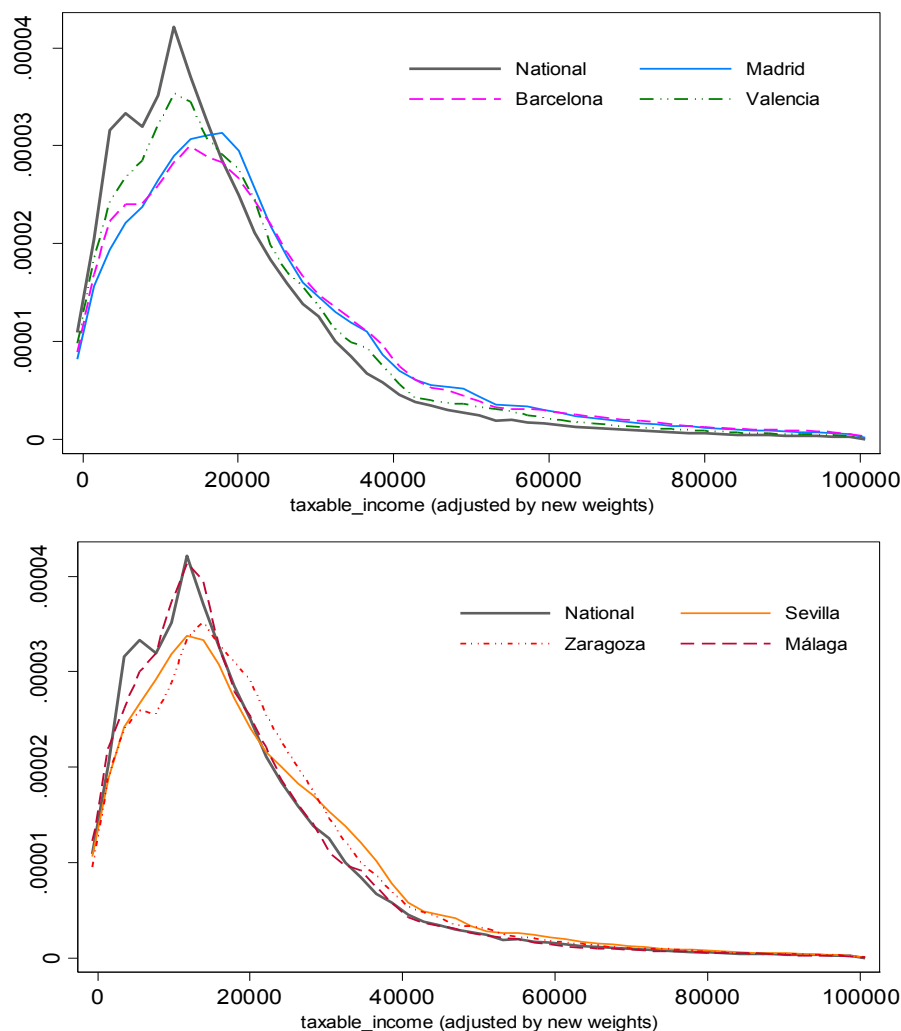 .00004
National Madrid
Barcelona Valencia
.00003
.00002
.00001
0
0 20000 40000 60000 80000 100000
taxable_income (adjusted by new weights)
.00004
National Sevilla
Zaragoza Málaga
.00003
.00002
.00001
0
0 20000 40000 60000 80000 100000
taxable_income (adjusted by new weights)